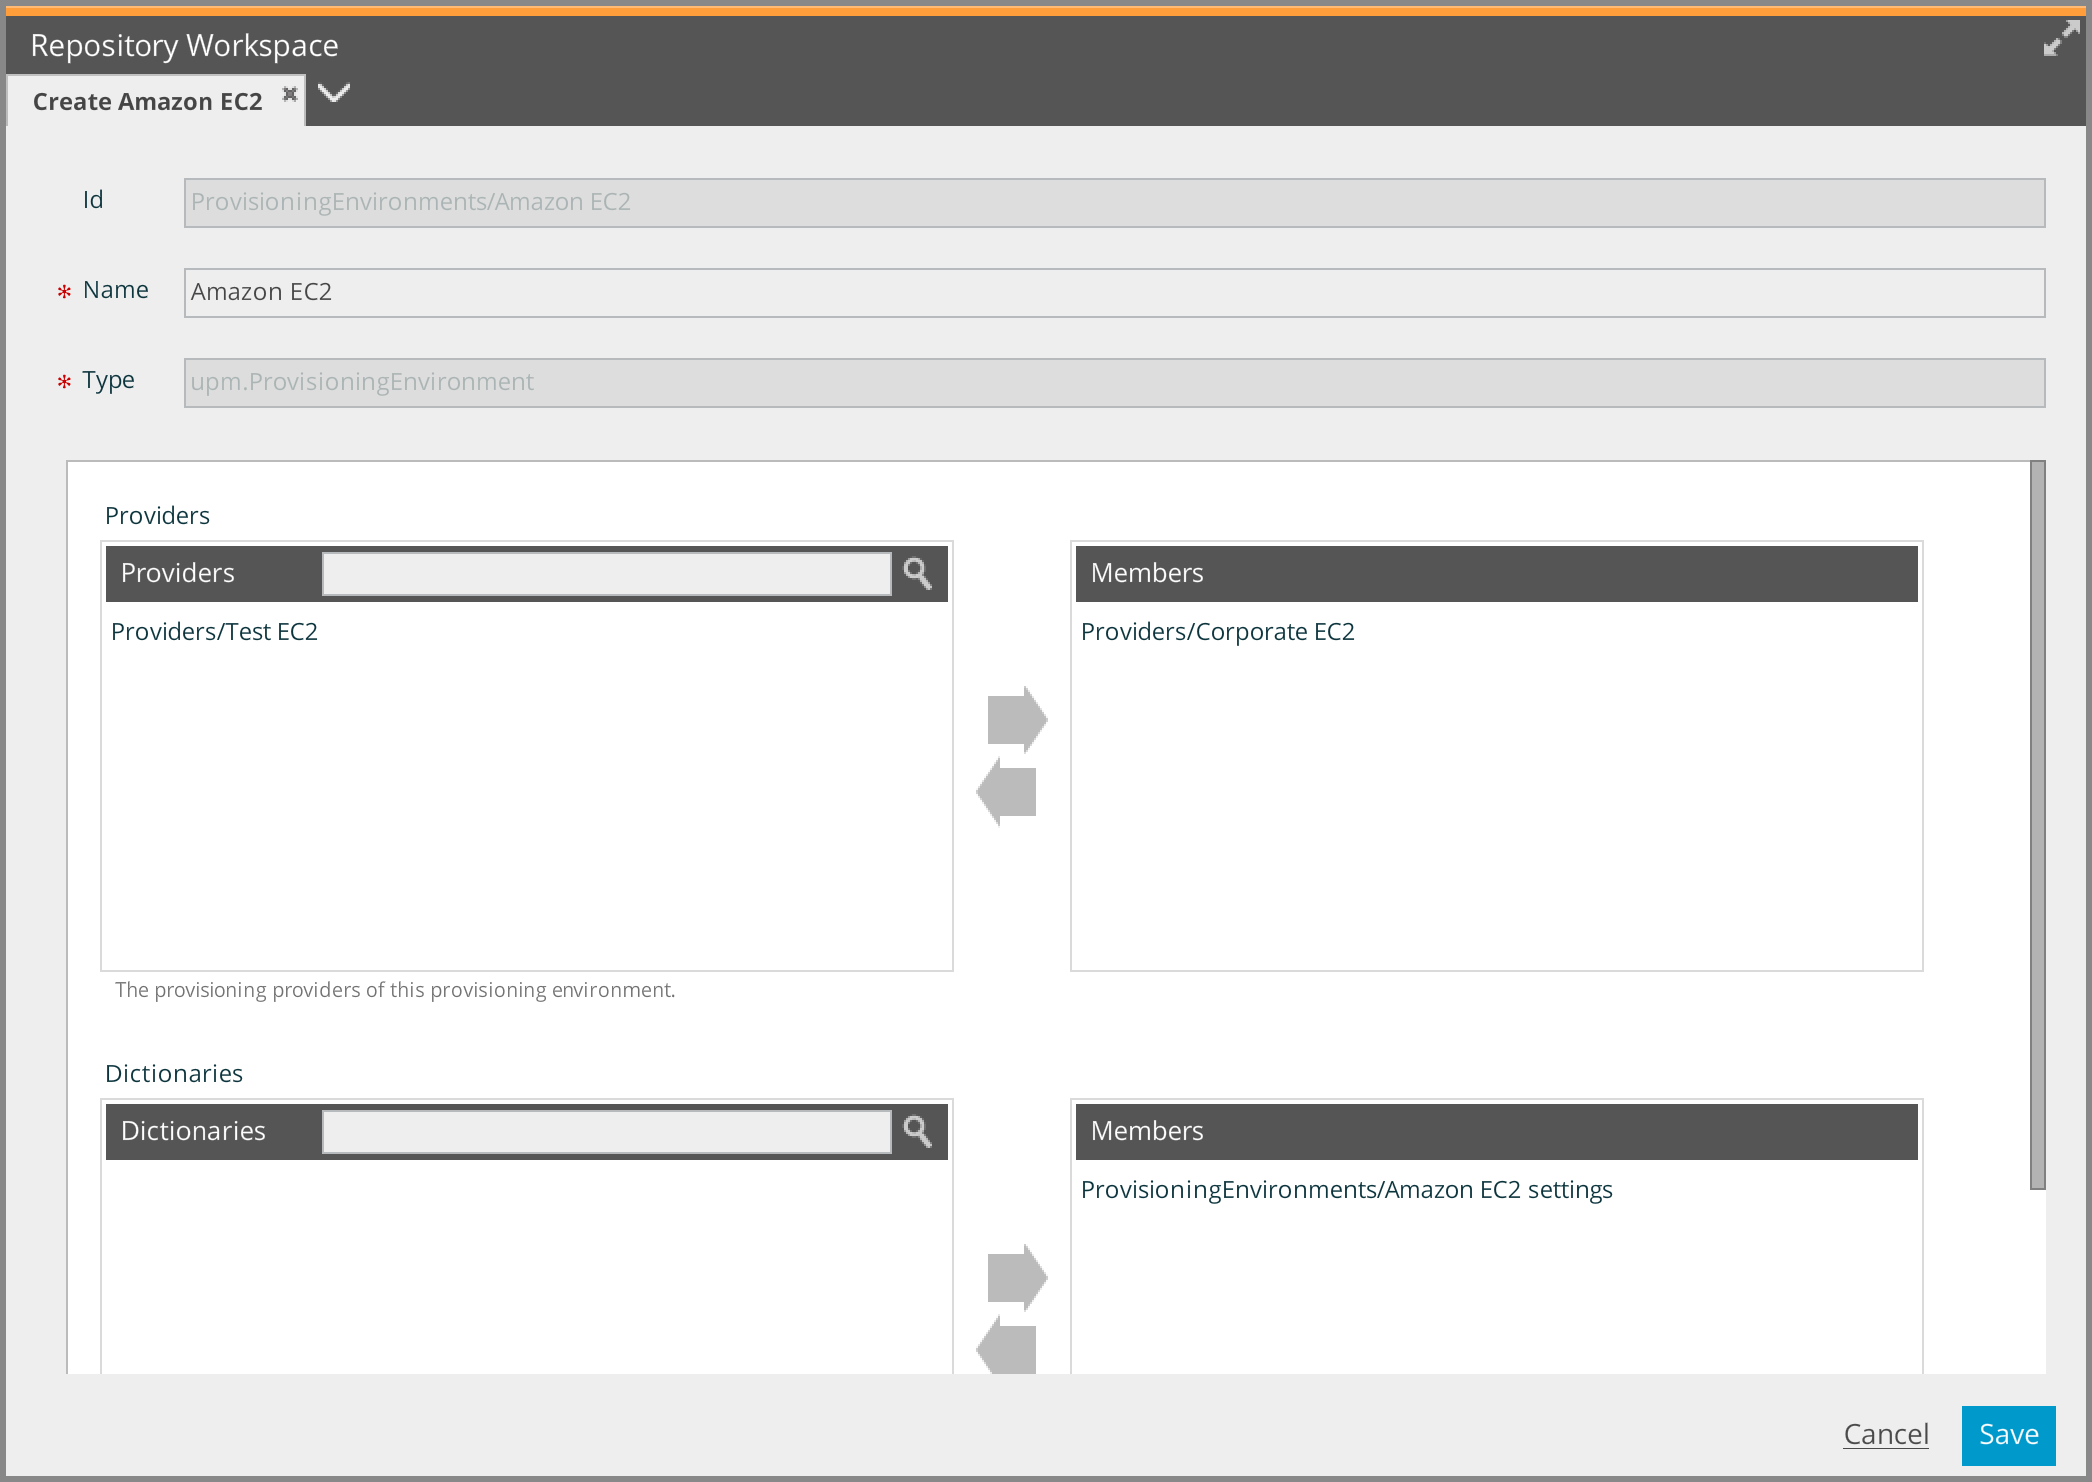 Repository Workspace
Create Amazon EC2
Id
ProvisioningEnvironments/Amazon EC2
* Name
Amazon EC2
* Type
upm.ProvisioningEnvironment
Providers
Providers
Members
Providers/Test EC2
Providers/Corporate EC2
The provisioning providers of this provisioning environment.
Dictionaries
Dictionaries
Members
ProvisioningEnvironments/Amazon EC2 settings
Cancel
Save